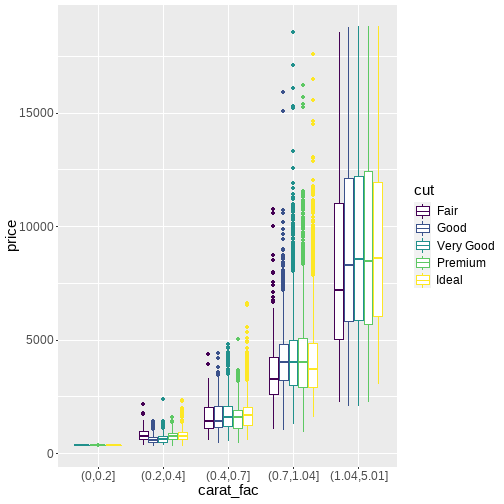 price
15000
10000
5000
0
(0,0.2]
(0.2,0.4]
(0.4,0.7]
(0.7,1.04]
(1.04,5.01]
carat_fac
cut
Fair
Good
Very Good
Premium
Ideal